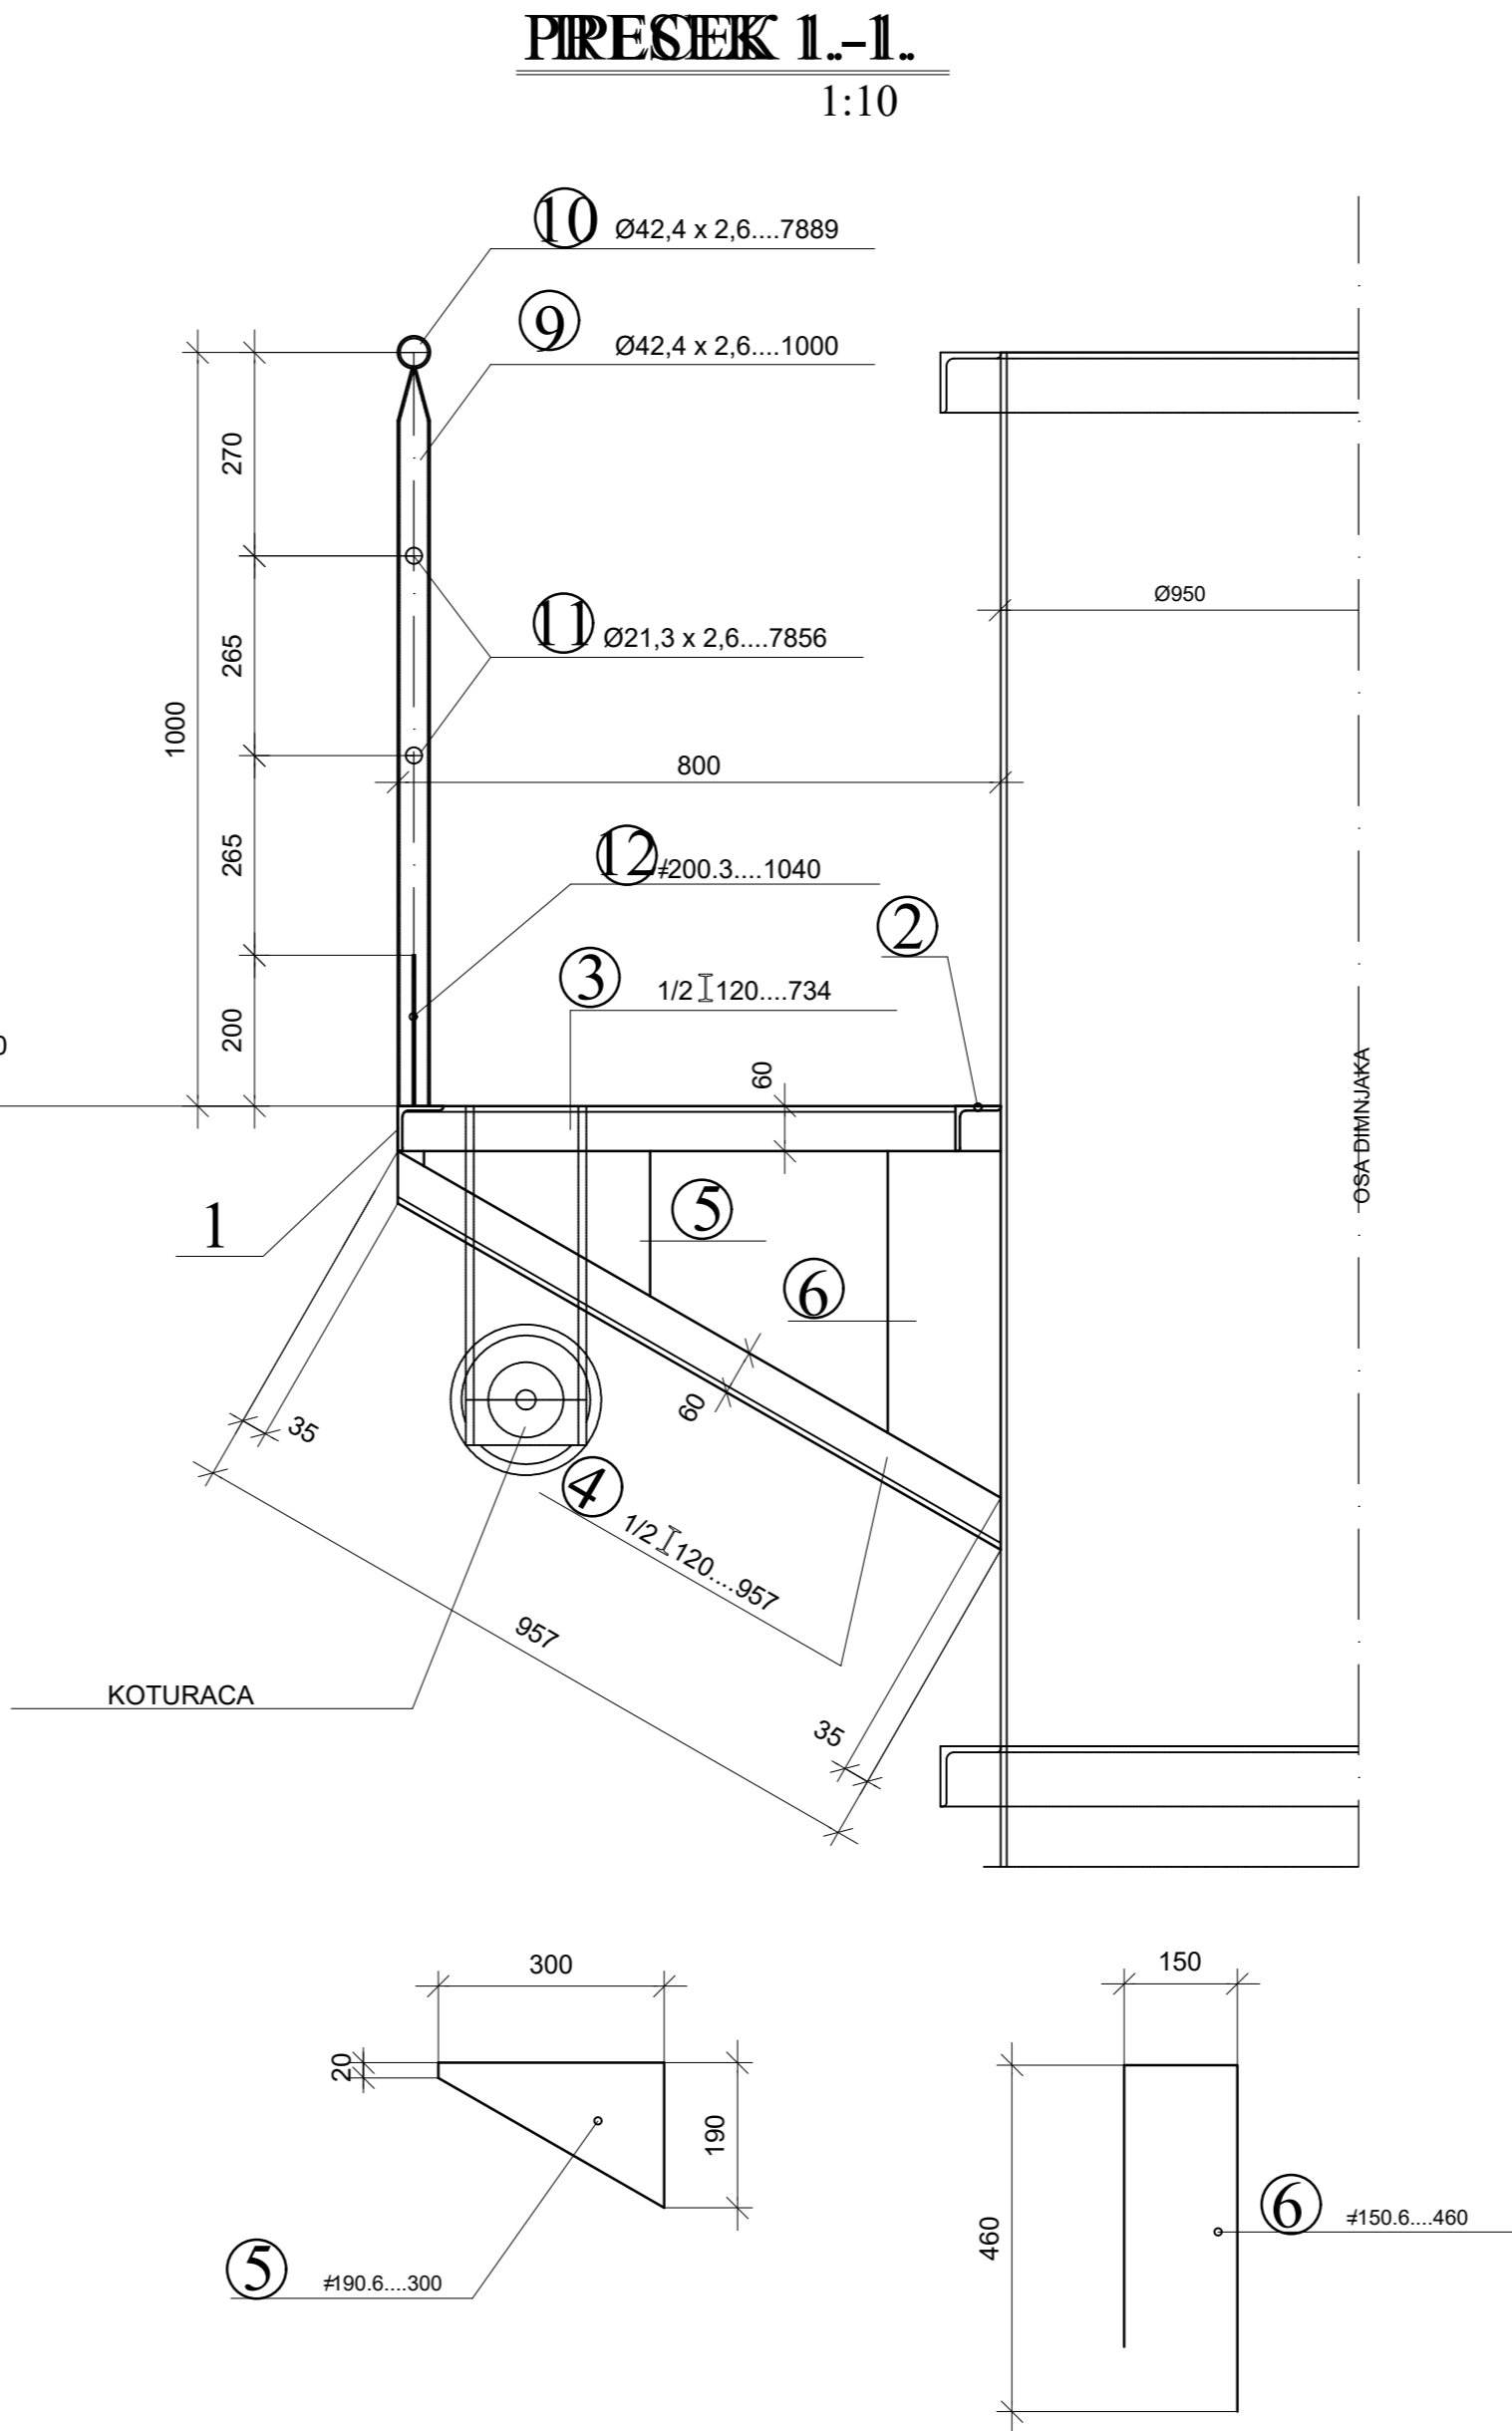 PRESEK 1.-1.
1:10
10 Ø42,4 x 2,6....7889
9 Ø42,4 x 2,6....1000
270
Ø950
265
11 Ø21,3 x 2,6....7856
1000
800
265
12 ≠200.3....1040
2
3 1/2 I 120....734
200
0
60
OSA DIMNJAKA
1
5
6
60
35
4 1/2 I 120....957
957
KOTURACA
35
300
150
20
190
460
6 ≠150.6....460
5 ≠190.6....300